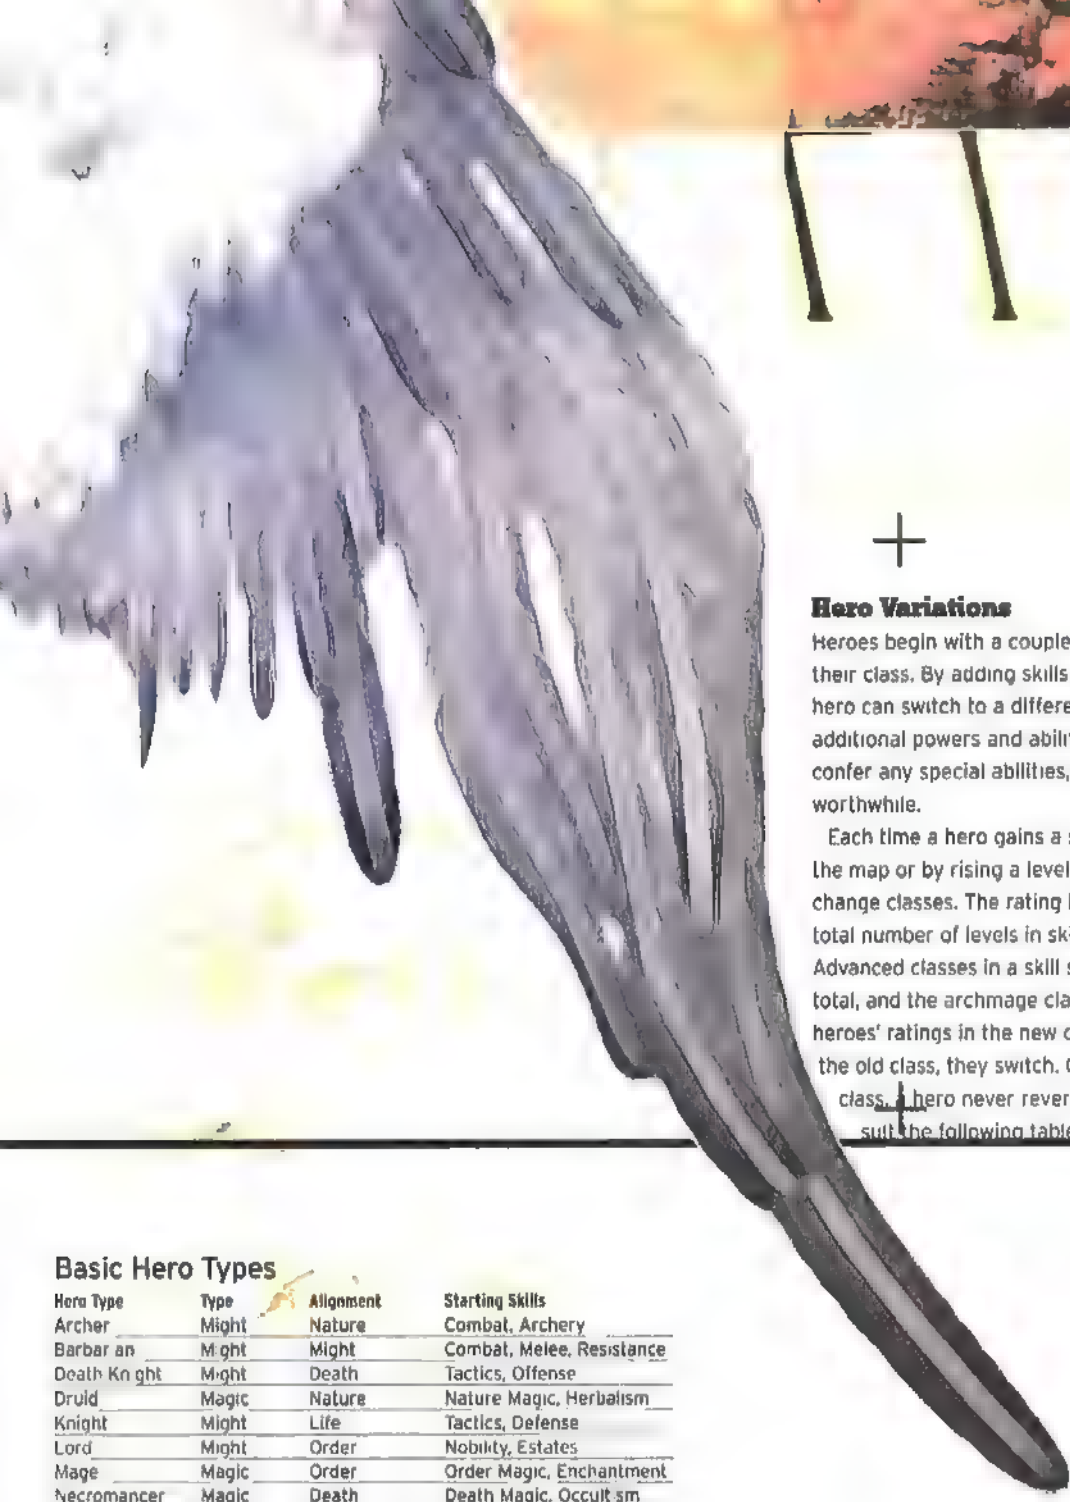 Hero Variations
Heroes begin with a couple
their class. By adding skills
hero can switch to a differe
additional powers and abili
confer any special abilities,
worthwhile.
Each time a hero gains a s
the map or by rising a level
change classes. The rating
total number of levels in sk
Advanced classes in a skill s
total, and the archmage cla
heroes' ratings in the new c
the old class, they switch.
class, a hero never rever
suit the following table
Basic Hero Types
Hero Type Type Alignment Starting Skills
Archer Might Nature Combat, Archery
Barbarian Might Might Combat, Melee, Resistance
Death Knight Might Death Tactics, Offense
Druid Magic Nature Nature Magic, Herbalism
Knight Might Life Tactics, Defense
Lord Might Order Nobility, Estates
Mage Magic Order Order Magic, Enchantment
Necromancer Magic Death Death Magic, Occultism